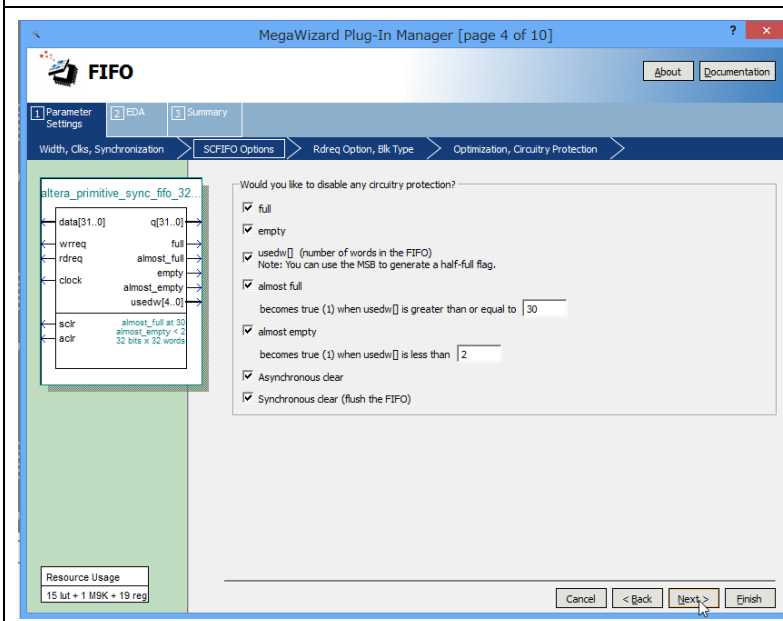 MegaWizard Plug-In Manager [page 4 of 10]
? ×
FIFO
About Documentation
1 Parameter Settings 2 EDA 3 Summary
Width, Clks, Synchronization SCFIFO Options Rdreq Option, Blk Type Optimization, Circuitry Protection
altera_primitive_sync_fifo_32...
data[31..0] q[31..0]
wrreq full
rdreq almost_full
empty
clock almost_empty
usedw[4..0]
sclr almost_full at 30
aclr almost_empty < 2
32 bits x 32 words
Would you like to disable any circuitry protection?
full
empty
usedw[] (number of words in the FIFO)
Note: You can use the MSB to generate a half-full flag.
almost full
becomes true (1) when usedw[] is greater than or equal to 30
almost empty
becomes true (1) when usedw[] is less than 2
Asynchronous clear
Synchronous clear (flush the FIFO)
Resource Usage
15 lut + 1 M9K + 19 reg
Cancel < Back Next > Finish